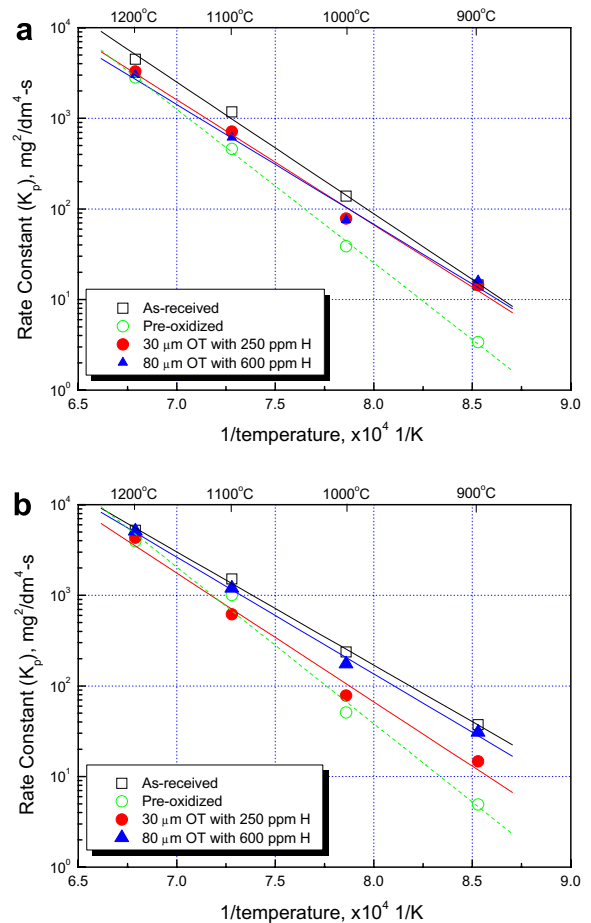 a
1200°C 1100°C 1000°C 900°C
10⁴
10³
10²
10¹
10⁰
Rate Constant (Kₚ), mg²/dm⁴-s
As-received
Pre-oxidized
30 μm OT with 250 ppm H
80 μm OT with 600 ppm H
6.5 7.0 7.5 8.0 8.5 9.0
1/temperature, x10⁴ 1/K
b
1200°C 1100°C 1000°C 900°C
10⁴
10³
10²
10¹
10⁰
Rate Constant (Kₚ), mg²/dm⁴-s
As-received
Pre-oxidized
30 μm OT with 250 ppm H
80 μm OT with 600 ppm H
6.5 7.0 7.5 8.0 8.5 9.0
1/temperature, x10⁴ 1/K